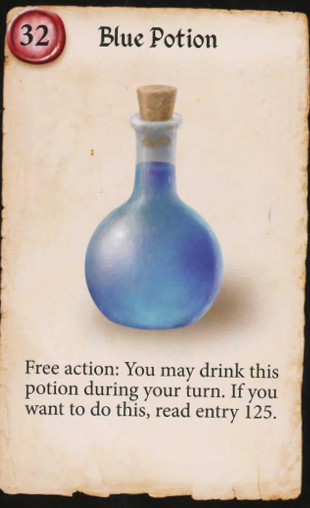 32
Blue Potion
Free action: You may drink this
potion during your turn. If you
want to do this, read entry 125.